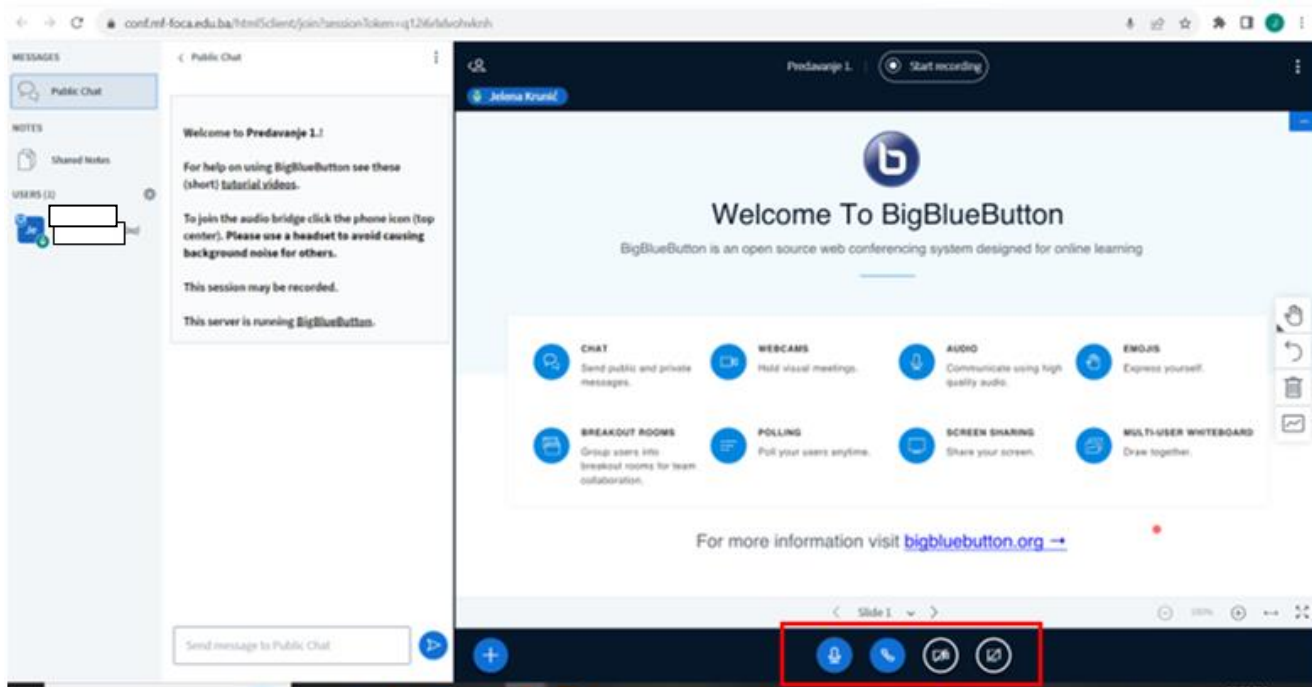 conf.mf-foca.edu.ba/html5client/join?sessionToken=
MESSAGES
Public Chat
NOTES
Shared Notes
USERS (1)
Je
Public Chat
Welcome to Predavanje 1.!
For help on using BigBlueButton see these
(short) tutorial videos.
To join the audio bridge click the phone icon (top
center). Please use a headset to avoid causing
background noise for others.
This session may be recorded.
This server is running BigBlueButton.
Send message to Public Chat
Predavanje 1.
Start recording
Jelena Krunić
b
Welcome To BigBlueButton
BigBlueButton is an open source web conferencing system designed for online learning
CHAT
Send public and private
messages.
WEBCAMS
Hold visual meetings.
AUDIO
Communicate using high
quality audio.
EMOJIS
Express yourself.
BREAKOUT ROOMS
Group users into
breakout rooms for team
collaboration.
POLLING
Poll your users anytime.
SCREEN SHARING
Share your screen.
MULTI-USER WHITEBOARD
Draw together.
For more information visit bigbluebutton.org →
Slide 1
100%